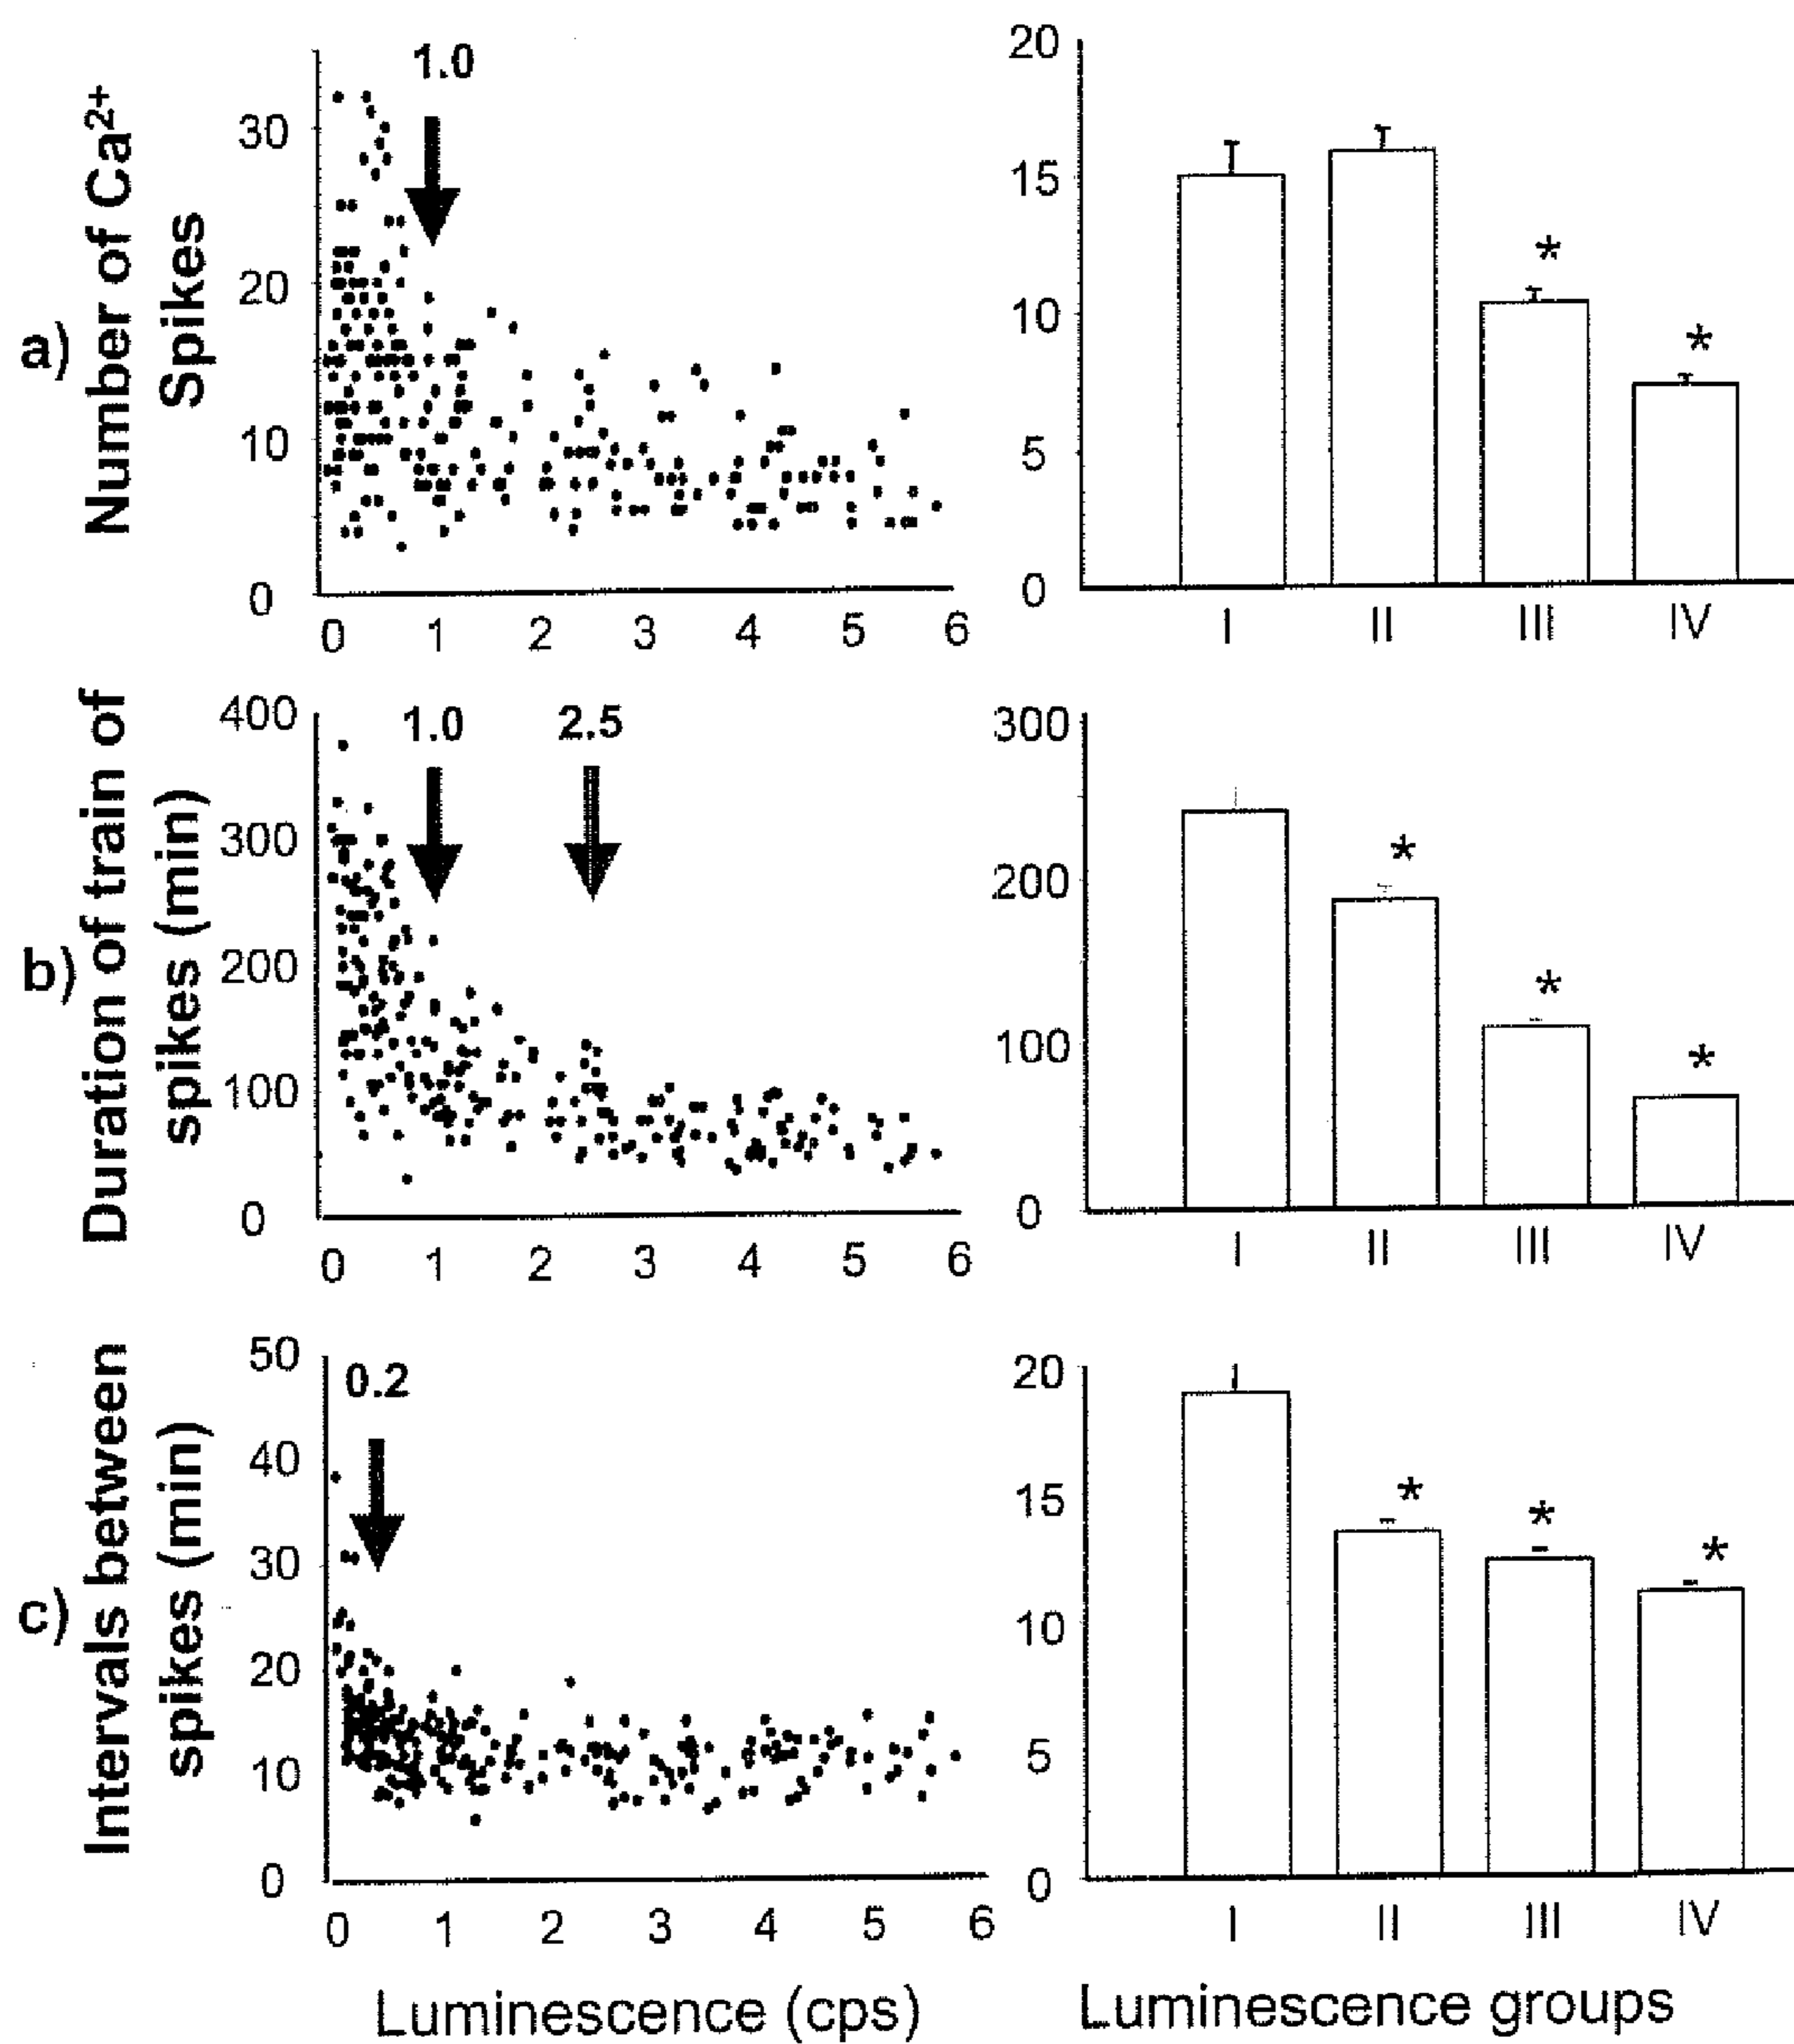 a)
Number of Ca²⁺
Spikes
30
20
10
0
1.0
0 1 2 3 4 5 6
20
15
10
5
0
* *
I II III IV
b)
Duration of train of
spikes (min)
400
300
200
100
0
1.0 2.5
0 1 2 3 4 5 6
300
200
100
0
* * *
I II III IV
c)
Intervals between
spikes (min)
50
40
30
20
10
0
0.2
0 1 2 3 4 5 6
Luminescence (cps)
20
15
10
5
0
* * *
I II III IV
Luminescence groups